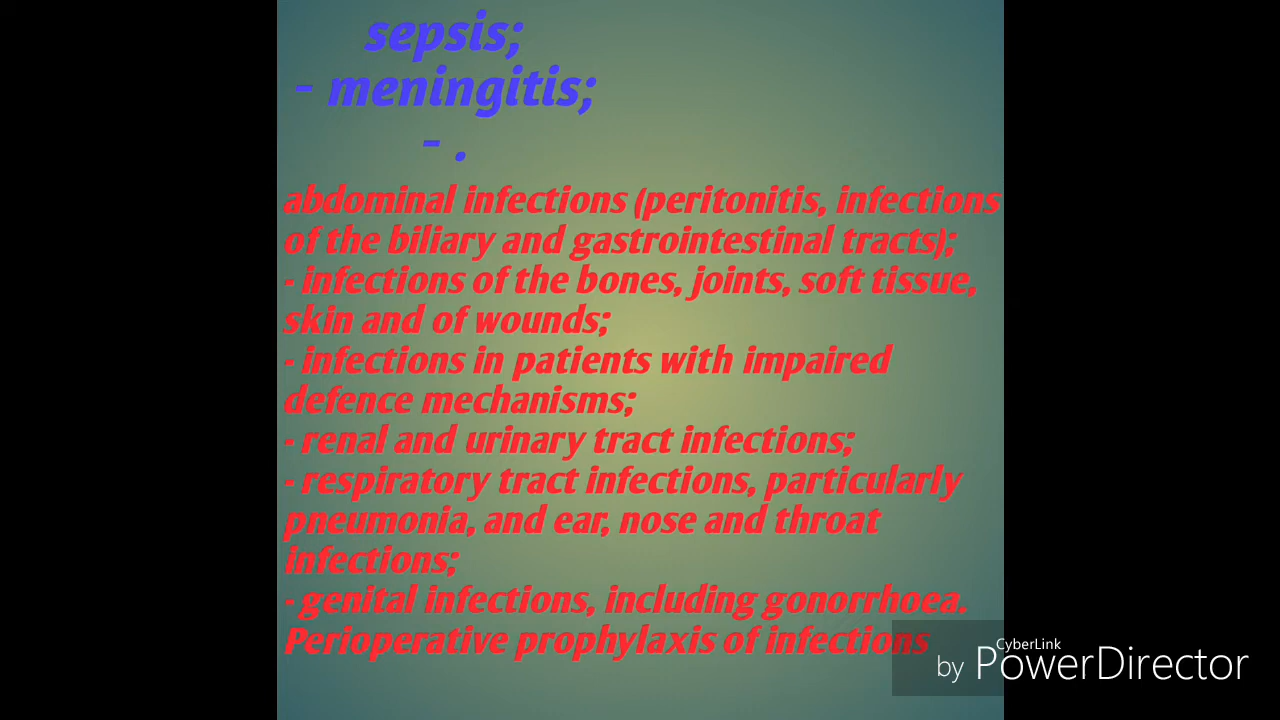 sepsis;
- meningitis;
- .
abdominal infections (peritonitis, infections
of the biliary and gastrointestinal tracts);
- infections of the bones, joints, soft tissue,
skin and of wounds;
- infections in patients with impaired
defence mechanisms;
- renal and urinary tract infections;
- respiratory tract infections, particularly
pneumonia, and ear, nose and throat
infections;
- genital infections, including gonorrhoea.
Perioperative prophylaxis of infections
CyberLink
by PowerDirector